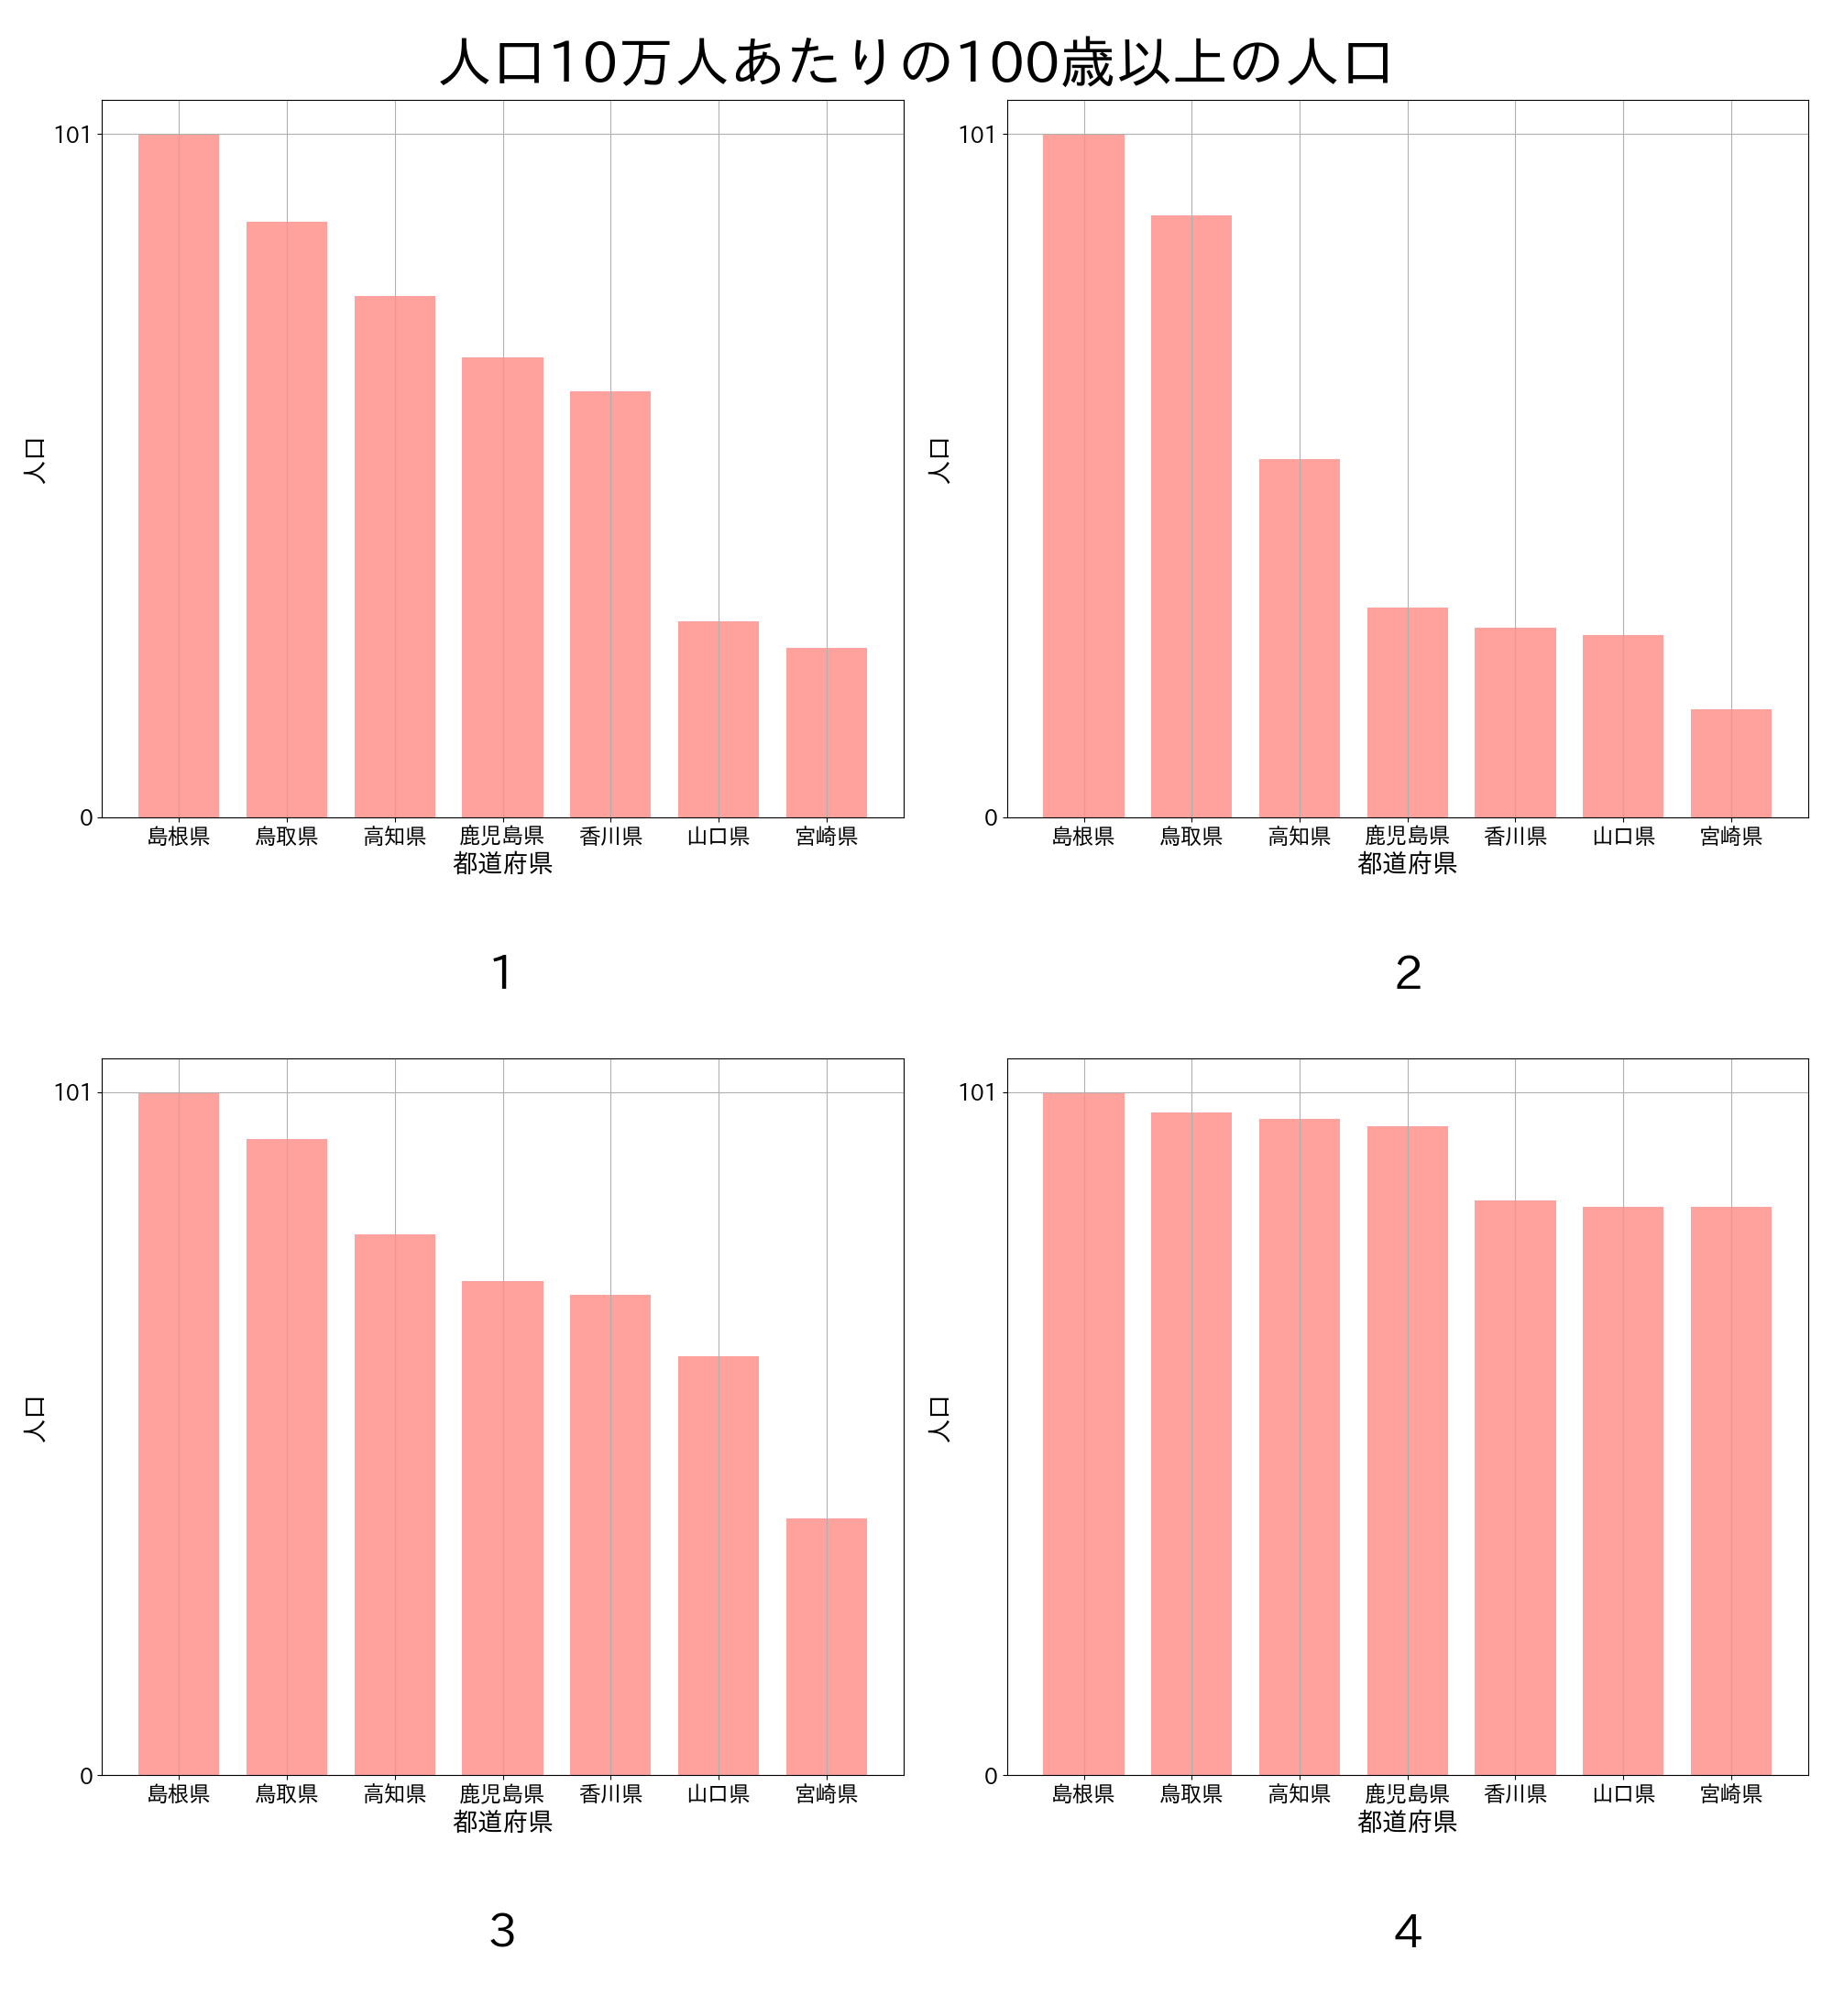 人口10万人あたりの100歳以上の人口
人口
101
0
島根県 鳥取県 高知県 鹿児島県 香川県 山口県 宮崎県
都道府県
1
人口
101
0
島根県 鳥取県 高知県 鹿児島県 香川県 山口県 宮崎県
都道府県
2
人口
101
0
島根県 鳥取県 高知県 鹿児島県 香川県 山口県 宮崎県
都道府県
3
人口
101
0
島根県 鳥取県 高知県 鹿児島県 香川県 山口県 宮崎県
都道府県
4